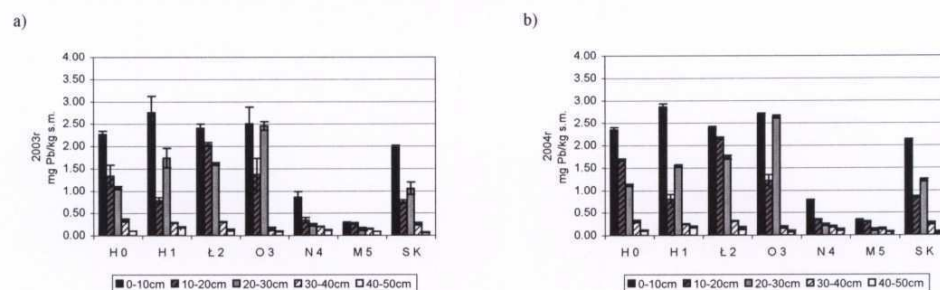 a)
2003r
mg Pb/kg s.m.
4.00
3.50
3.00
2.50
2.00
1.50
1.00
0.50
0.00
H 0 H 1 Ł 2 O 3 N 4 M 5 S K
0-10cm 10-20cm 20-30cm 30-40cm 40-50cm
b)
2004r
mg Pb/kg s.m.
4.00
3.50
3.00
2.50
2.00
1.50
1.00
0.50
0.00
H 0 H 1 Ł 2 O 3 N 4 M 5 S K
0-10cm 10-20cm 20-30cm 30-40cm 40-50cm